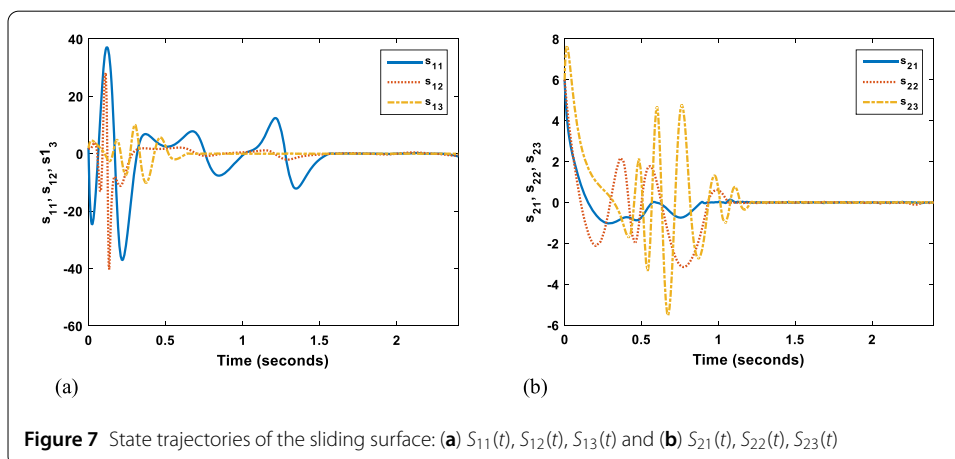 40
20
0
-20
-40
-60
s11, s12, s1_3
s11
s12
s13
0 0.5 1 1.5 2
Time (seconds)
(a)
8
6
4
2
0
-2
-4
-6
s21, s22, s23
s21
s22
s23
0 0.5 1 1.5 2
Time (seconds)
(b)
Figure 7 State trajectories of the sliding surface: (a) S11(t), S12(t), S13(t) and (b) S21(t), S22(t), S23(t)